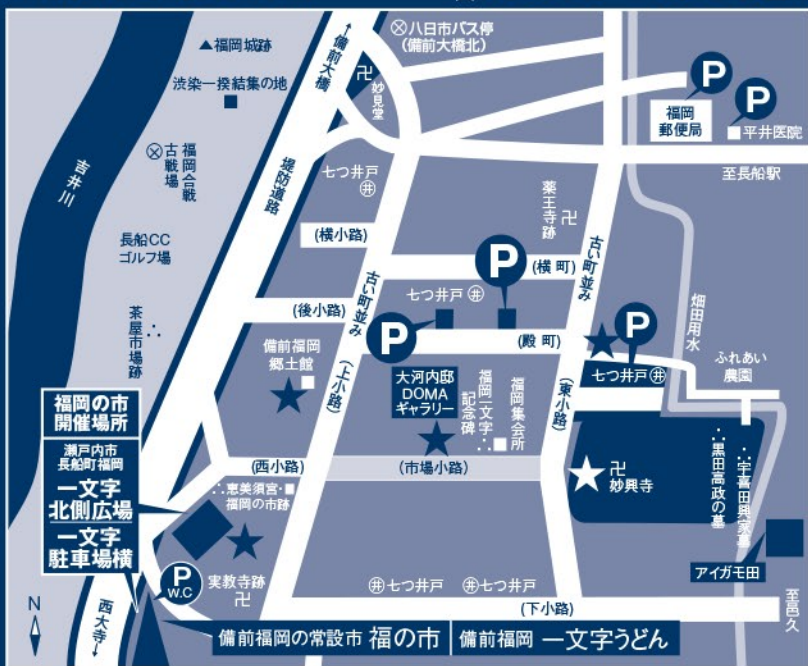 ↑備前大橋
▲福岡城跡
渋染一揆結集の地
八日市バス停
(備前大橋北)
卍
妙見堂
P
福岡
郵便局
P
平井医院
至長船駅
吉井川
福岡合戦
古戦場
堤防道路
七つ井戸
井
薬王寺跡
卍
長船CC
ゴルフ場
(横小路)
古い町並み
(横町)
P
七つ井戸 井
古い町並み
畑田用水
茶屋市場跡
(後小路)
P
(殿町)
P
七つ井戸 井
ふれあい
農園
備前福岡
郷土館
(上小路)
大河内邸
DOMA
ギャラリー
福岡一文字
記念碑
福岡集会所
(東小路)
福岡の市
開催場所
瀬戸内市
長船町福岡
一文字
北側広場
一文字
駐車場横
(西小路)
(市場小路)
卍
妙興寺
黒田高政の墓
宇喜田興家墓
恵美須宮・
福岡の市跡
アイガモ田
P
W.C
実教寺跡
卍
井 七つ井戸
井 七つ井戸
(下小路)
至邑久
N
西大寺→
備前福岡の常設市 福の市
備前福岡 一文字うどん